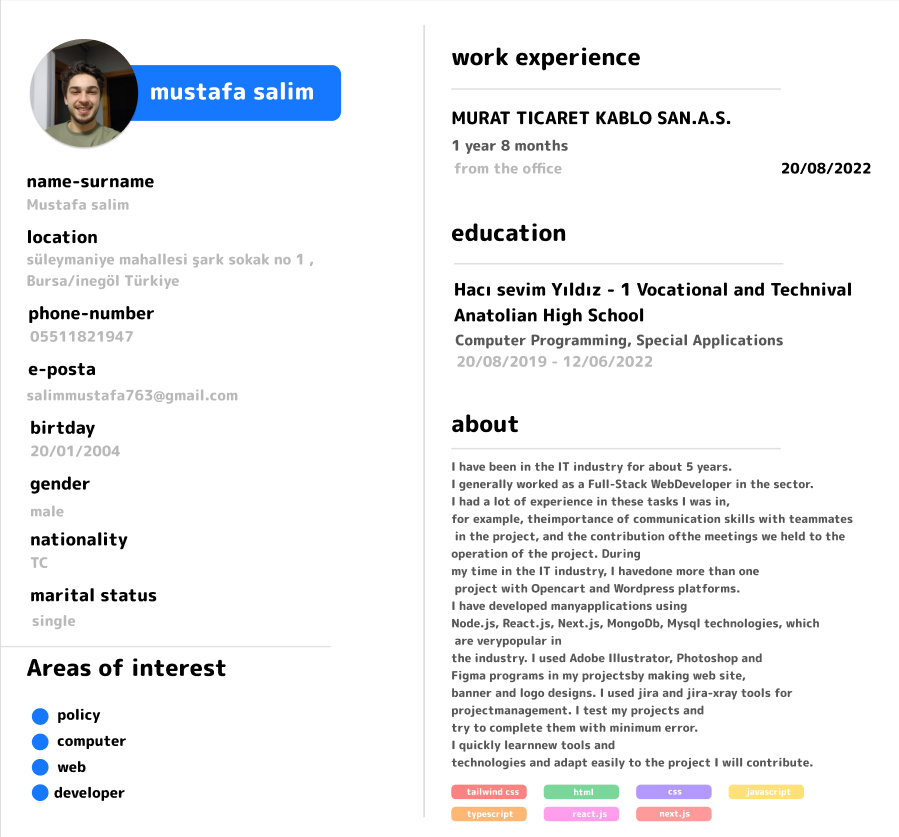 mustafa salim
name-surname
Mustafa salim
location
süleymaniye mahallesi şark sokak no 1 ,
Bursa/inegöl Türkiye
phone-number
05511821947
e-posta
salimmustafa763@gmail.com
birtday
20/01/2004
gender
male
nationality
TC
marital status
single
Areas of interest
policy
computer
web
developer
work experience
MURAT TICARET KABLO SAN.A.S.
1 year 8 months
from the office 20/08/2022
education
Hacı sevim Yıldız - 1 Vocational and Technival
Anatolian High School
Computer Programming, Special Applications
20/08/2019 - 12/06/2022
about
I have been in the IT industry for about 5 years.
I generally worked as a Full-Stack WebDeveloper in the sector.
I had a lot of experience in these tasks I was in,
for example, theimportance of communication skills with teammates
in the project, and the contribution ofthe meetings we held to the
operation of the project. During
my time in the IT industry, I havedone more than one
project with Opencart and Wordpress platforms.
I have developed manyapplications using
Node.js, React.js, Next.js, MongoDb, Mysql technologies, which
are verypopular in
the industry. I used Adobe Illustrator, Photoshop and
Figma programs in my projectsby making web site,
banner and logo designs. I used jira and jira-xray tools for
projectmanagement. I test my projects and
try to complete them with minimum error.
I quickly learnnew tools and
technologies and adapt easily to the project I will contribute.
tailwind css html css javascript
typescript react.js next.js